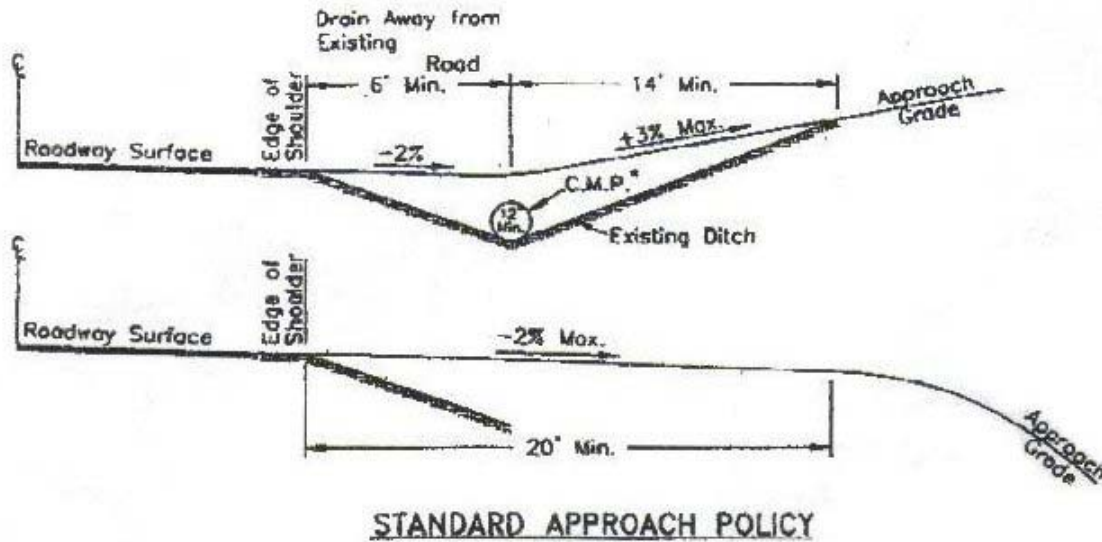 Drain Away from
Existing
Road
6' Min.
14' Min.
Approach
Grade
℄
Edge of
Shoulder
+3% Max.
Roadway Surface
-2%
C.M.P.*
12"
Min.
Existing Ditch
℄
Edge of
Shoulder
Roadway Surface
-2% Max.
20' Min.
Approach
Grade
STANDARD APPROACH POLICY